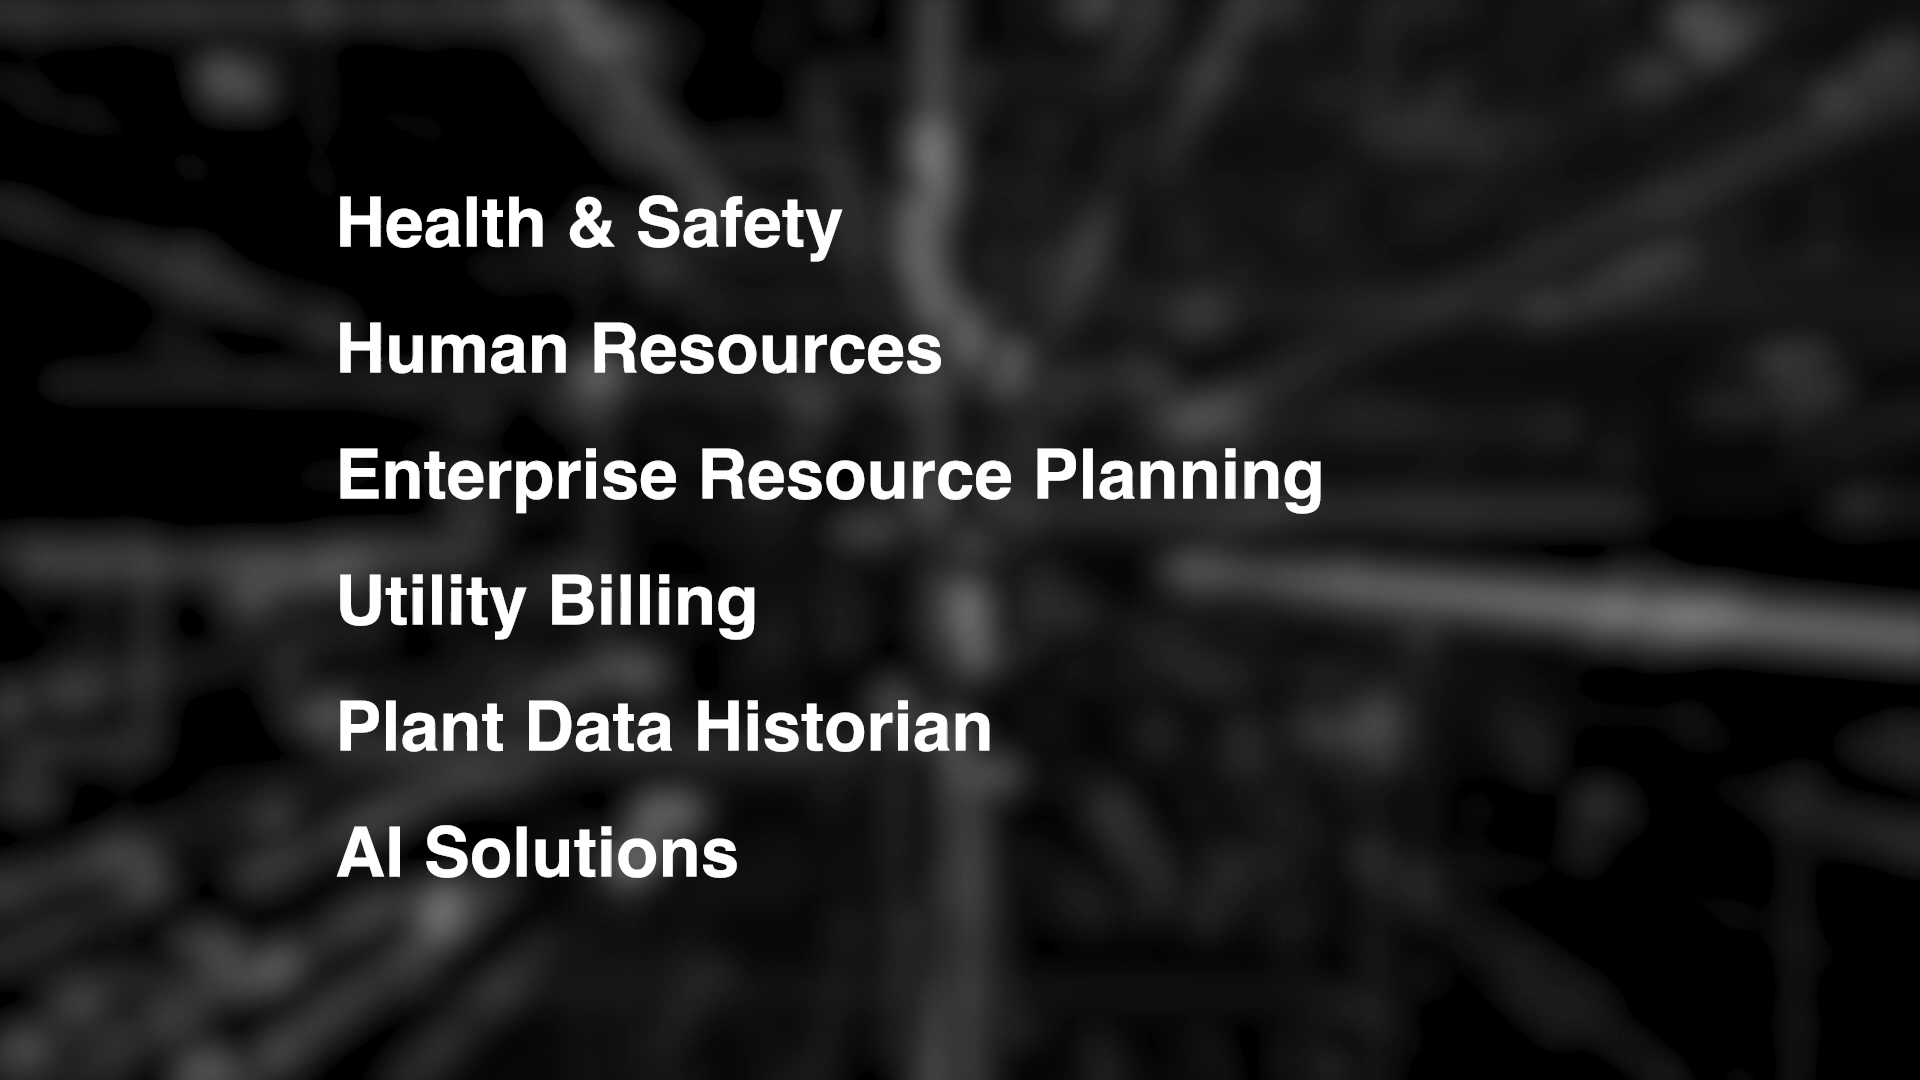 Health & Safety
Human Resources
Enterprise Resource Planning
Utility Billing
Plant Data Historian
AI Solutions